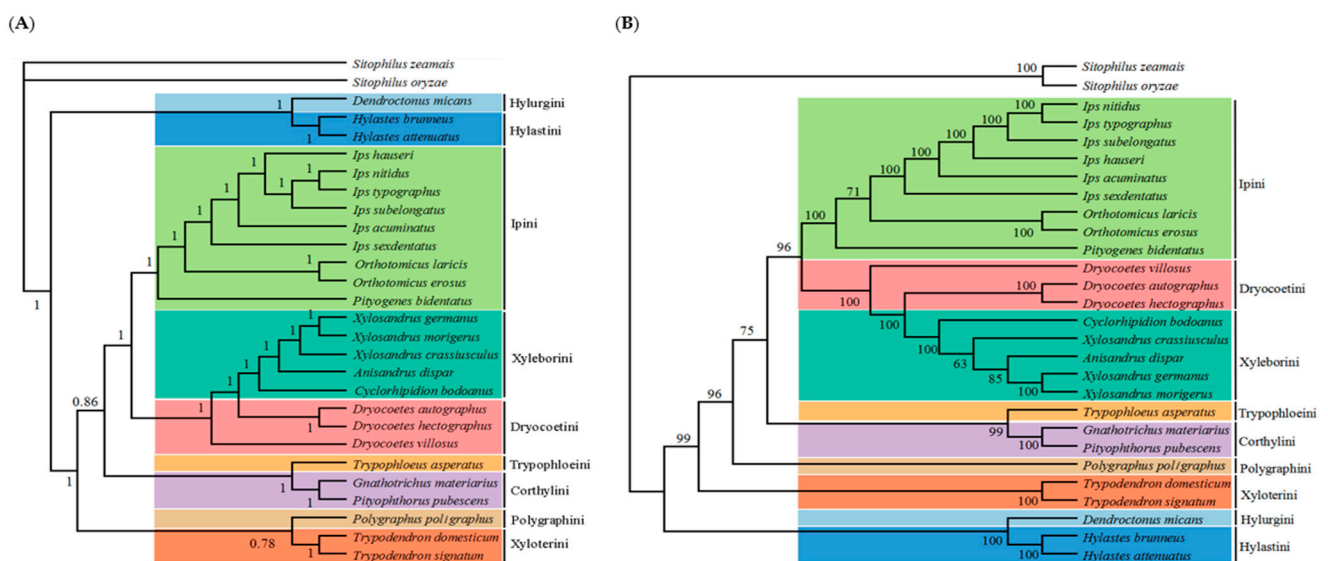 (A)
Sitophilus zeamais
Sitophilus oryzae
1
Dendroctonus micans
Hylurgini
Hylastes brunneus
Hylastini
1
Hylastes attenuatus
1
Ips hauseri
1
Ips nitidus
1
Ips typographus
1
Ips subelongatus
1
Ips acuminatus
Ipini
1
Ips sexdentatus
1
1
Orthotomicus laricis
Orthotomicus erosus
1
Pityogenes bidentatus
1
1
Xylosandrus germanus
1
Xylosandrus morigerus
1
Xylosandrus crassiusculus
Xyleborini
1
Anisandrus dispar
1
Cyclorhipidion bodoanus
0.86
1
Dryocoetes autographus
1
Dryocoetes hectographus
Dryocoetini
Dryocoetes villosus
Trypophloeus asperatus
Trypophloeini
1
1
Gnathotrichus materiarius
Corthylini
1
Pityophthorus pubescens
Polygraphus poligraphus
Polygraphini
0.78
Trypodendron domesticum
Xyloterini
1
Trypodendron signatum
(B)
Sitophilus zeamais
100
Sitophilus oryzae
100
Ips nitidus
100
Ips typographus
100
Ips subelongatus
100
Ips hauseri
100
Ips acuminatus
Ipini
71
Ips sexdentatus
100
Orthotomicus laricis
100
Orthotomicus erosus
96
Pityogenes bidentatus
Dryocoetes villosus
100
100
Dryocoetes autographus
Dryocoetini
Dryocoetes hectographus
100
Cyclorhipidion bodoanus
100
Xylosandrus crassiusculus
75
63
Anisandrus dispar
Xyleborini
85
Xylosandrus germanus
100
Xylosandrus morigerus
96
Trypophloeus asperatus
Trypophloeini
99
Gnathotrichus materiarius
Corthylini
100
Pityophthorus pubescens
99
Polygraphus poligraphus
Polygraphini
Trypodendron domesticum
Xyloterini
100
Trypodendron signatum
Dendroctonus micans
Hylurgini
100
Hylastes brunneus
Hylastini
100
Hylastes attenuatus